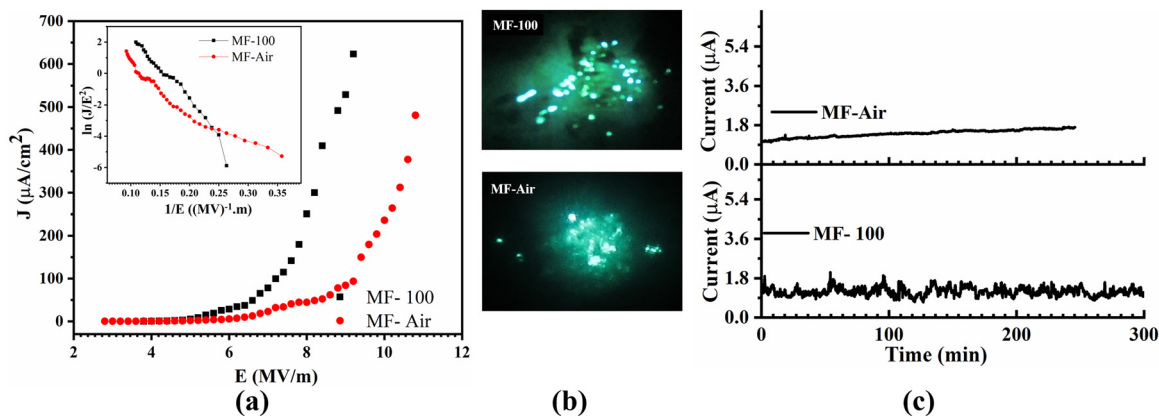 700
600
500
400
300
200
100
0
J (μA/cm²)
2
4
6
8
10
12
E (MV/m)
MF- 100
MF- Air
2
0
-2
-4
-6
ln (J/E²)
0.10
0.15
0.20
0.25
0.30
0.35
1/E ((MV)⁻¹.m)
MF-100
MF-Air
(a)
MF-100
MF-Air
(b)
5.4
3.6
1.8
0.0
Current (μA)
MF-Air
5.4
3.6
1.8
0.0
Current (μA)
MF- 100
0
100
200
300
Time (min)
(c)